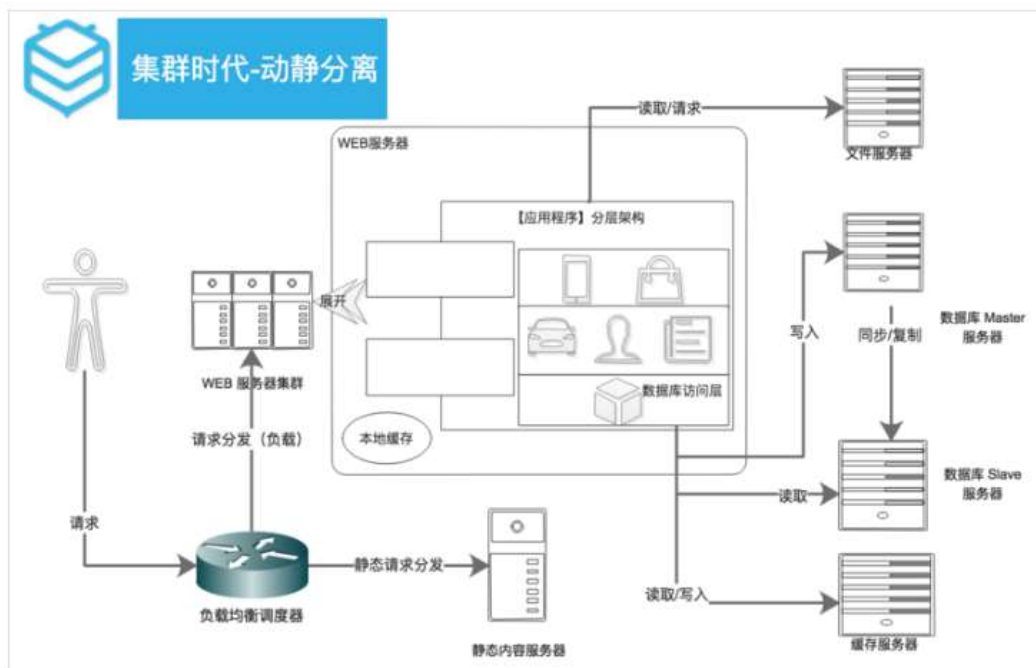 集群时代-动静分离
读取/请求
WEB服务器
文件服务器
【应用程序】分层架构
展开
写入
同步/复制
数据库 Master
服务器
WEB 服务器集群
数据库访问层
请求分发（负载）
本地缓存
数据库 Slave
服务器
读取
请求
静态请求分发
读取/写入
负载均衡调度器
静态内容服务器
缓存服务器